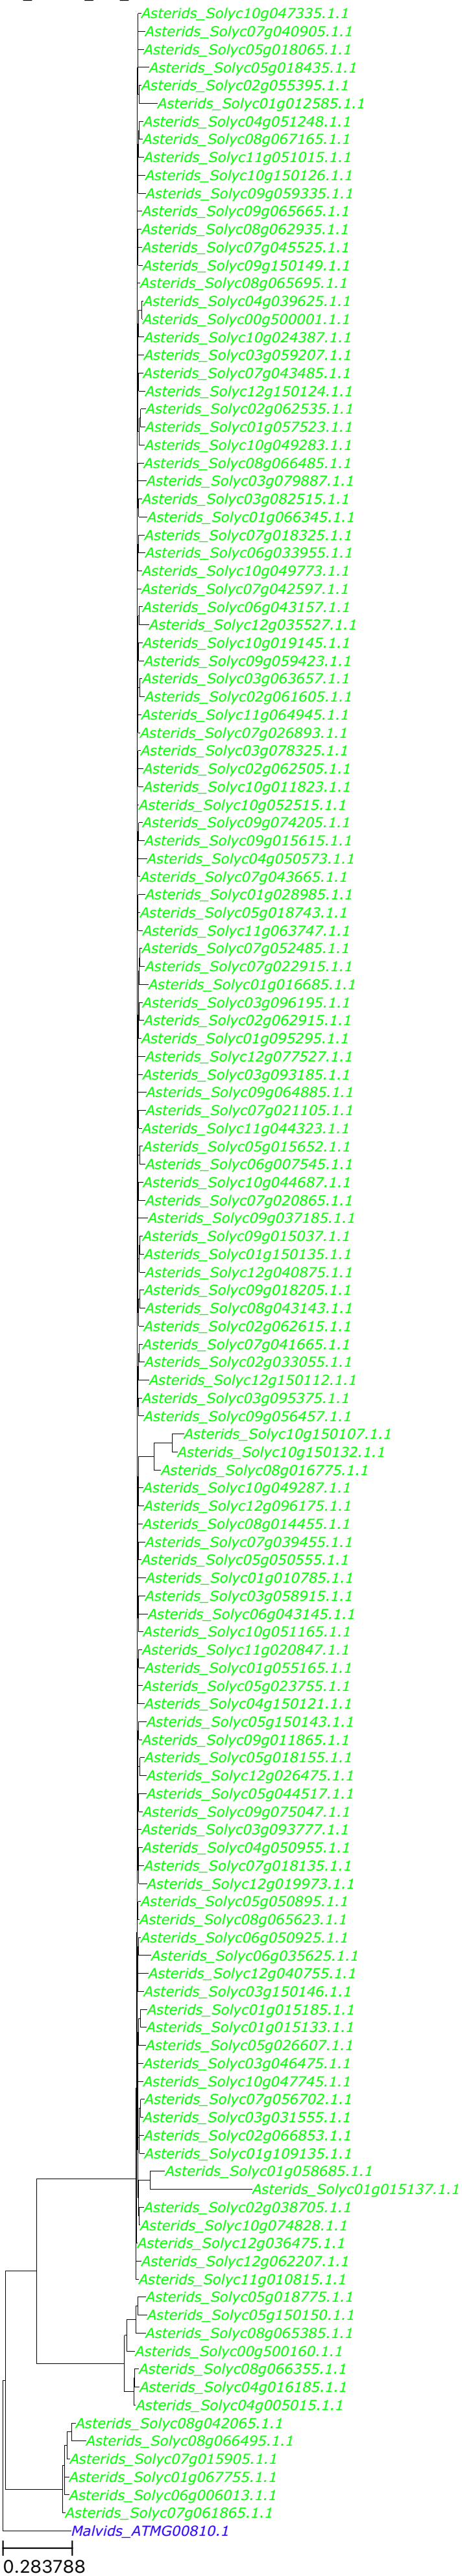 Asterids_Solyc10g047335.1.1
Asterids_Solyc07g040905.1.1
Asterids_Solyc05g018065.1.1
Asterids_Solyc05g018435.1.1
Asterids_Solyc02g055395.1.1
Asterids_Solyc01g012585.1.1
Asterids_Solyc04g051248.1.1
Asterids_Solyc08g067165.1.1
Asterids_Solyc11g051015.1.1
Asterids_Solyc10g150126.1.1
Asterids_Solyc09g059335.1.1
Asterids_Solyc09g065665.1.1
Asterids_Solyc08g062935.1.1
Asterids_Solyc07g045525.1.1
Asterids_Solyc09g150149.1.1
Asterids_Solyc08g065695.1.1
Asterids_Solyc04g039625.1.1
Asterids_Solyc00g500001.1.1
Asterids_Solyc10g024387.1.1
Asterids_Solyc03g059207.1.1
Asterids_Solyc07g043485.1.1
Asterids_Solyc12g150124.1.1
Asterids_Solyc02g062535.1.1
Asterids_Solyc01g057523.1.1
Asterids_Solyc10g049283.1.1
Asterids_Solyc08g066485.1.1
Asterids_Solyc03g079887.1.1
Asterids_Solyc03g082515.1.1
Asterids_Solyc01g066345.1.1
Asterids_Solyc07g018325.1.1
Asterids_Solyc06g033955.1.1
Asterids_Solyc10g049773.1.1
Asterids_Solyc07g042597.1.1
Asterids_Solyc06g043157.1.1
Asterids_Solyc12g035527.1.1
Asterids_Solyc10g019145.1.1
Asterids_Solyc09g059423.1.1
Asterids_Solyc03g063657.1.1
Asterids_Solyc02g061605.1.1
Asterids_Solyc11g064945.1.1
Asterids_Solyc07g026893.1.1
Asterids_Solyc03g078325.1.1
Asterids_Solyc02g062505.1.1
Asterids_Solyc10g011823.1.1
Asterids_Solyc10g052515.1.1
Asterids_Solyc09g074205.1.1
Asterids_Solyc09g015615.1.1
Asterids_Solyc04g050573.1.1
Asterids_Solyc07g043665.1.1
Asterids_Solyc01g028985.1.1
Asterids_Solyc05g018743.1.1
Asterids_Solyc11g063747.1.1
Asterids_Solyc07g052485.1.1
Asterids_Solyc07g022915.1.1
Asterids_Solyc01g016685.1.1
Asterids_Solyc03g096195.1.1
Asterids_Solyc02g062915.1.1
Asterids_Solyc01g095295.1.1
Asterids_Solyc12g077527.1.1
Asterids_Solyc03g093185.1.1
Asterids_Solyc09g064885.1.1
Asterids_Solyc07g021105.1.1
Asterids_Solyc11g044323.1.1
Asterids_Solyc05g015652.1.1
Asterids_Solyc06g007545.1.1
Asterids_Solyc10g044687.1.1
Asterids_Solyc07g020865.1.1
Asterids_Solyc09g037185.1.1
Asterids_Solyc09g015037.1.1
Asterids_Solyc01g150135.1.1
Asterids_Solyc12g040875.1.1
Asterids_Solyc09g018205.1.1
Asterids_Solyc08g043143.1.1
Asterids_Solyc02g062615.1.1
Asterids_Solyc07g041665.1.1
Asterids_Solyc02g033055.1.1
Asterids_Solyc12g150112.1.1
Asterids_Solyc03g095375.1.1
Asterids_Solyc09g056457.1.1
Asterids_Solyc10g150107.1.1
Asterids_Solyc10g150132.1.1
Asterids_Solyc08g016775.1.1
Asterids_Solyc10g049287.1.1
Asterids_Solyc12g096175.1.1
Asterids_Solyc08g014455.1.1
Asterids_Solyc07g039455.1.1
Asterids_Solyc05g050555.1.1
Asterids_Solyc01g010785.1.1
Asterids_Solyc03g058915.1.1
Asterids_Solyc06g043145.1.1
Asterids_Solyc10g051165.1.1
Asterids_Solyc11g020847.1.1
Asterids_Solyc01g055165.1.1
Asterids_Solyc05g023755.1.1
Asterids_Solyc04g150121.1.1
Asterids_Solyc05g150143.1.1
Asterids_Solyc09g011865.1.1
Asterids_Solyc05g018155.1.1
Asterids_Solyc12g026475.1.1
Asterids_Solyc05g044517.1.1
Asterids_Solyc09g075047.1.1
Asterids_Solyc03g093777.1.1
Asterids_Solyc04g050955.1.1
Asterids_Solyc07g018135.1.1
Asterids_Solyc12g019973.1.1
Asterids_Solyc05g050895.1.1
Asterids_Solyc08g065623.1.1
Asterids_Solyc06g050925.1.1
Asterids_Solyc06g035625.1.1
Asterids_Solyc12g040755.1.1
Asterids_Solyc03g150146.1.1
Asterids_Solyc01g015185.1.1
Asterids_Solyc01g015133.1.1
Asterids_Solyc05g026607.1.1
Asterids_Solyc03g046475.1.1
Asterids_Solyc10g047745.1.1
Asterids_Solyc07g056702.1.1
Asterids_Solyc03g031555.1.1
Asterids_Solyc02g066853.1.1
Asterids_Solyc01g109135.1.1
Asterids_Solyc01g058685.1.1
Asterids_Solyc01g015137.1.1
Asterids_Solyc02g038705.1.1
Asterids_Solyc10g074828.1.1
Asterids_Solyc12g036475.1.1
Asterids_Solyc12g062207.1.1
Asterids_Solyc11g010815.1.1
Asterids_Solyc05g018775.1.1
Asterids_Solyc05g150150.1.1
Asterids_Solyc08g065385.1.1
Asterids_Solyc00g500160.1.1
Asterids_Solyc08g066355.1.1
Asterids_Solyc04g016185.1.1
Asterids_Solyc04g005015.1.1
Asterids_Solyc08g042065.1.1
Asterids_Solyc08g066495.1.1
Asterids_Solyc07g015905.1.1
Asterids_Solyc01g067755.1.1
Asterids_Solyc06g006013.1.1
Asterids_Solyc07g061865.1.1
Malvids_ATMG00810.1
0.283788